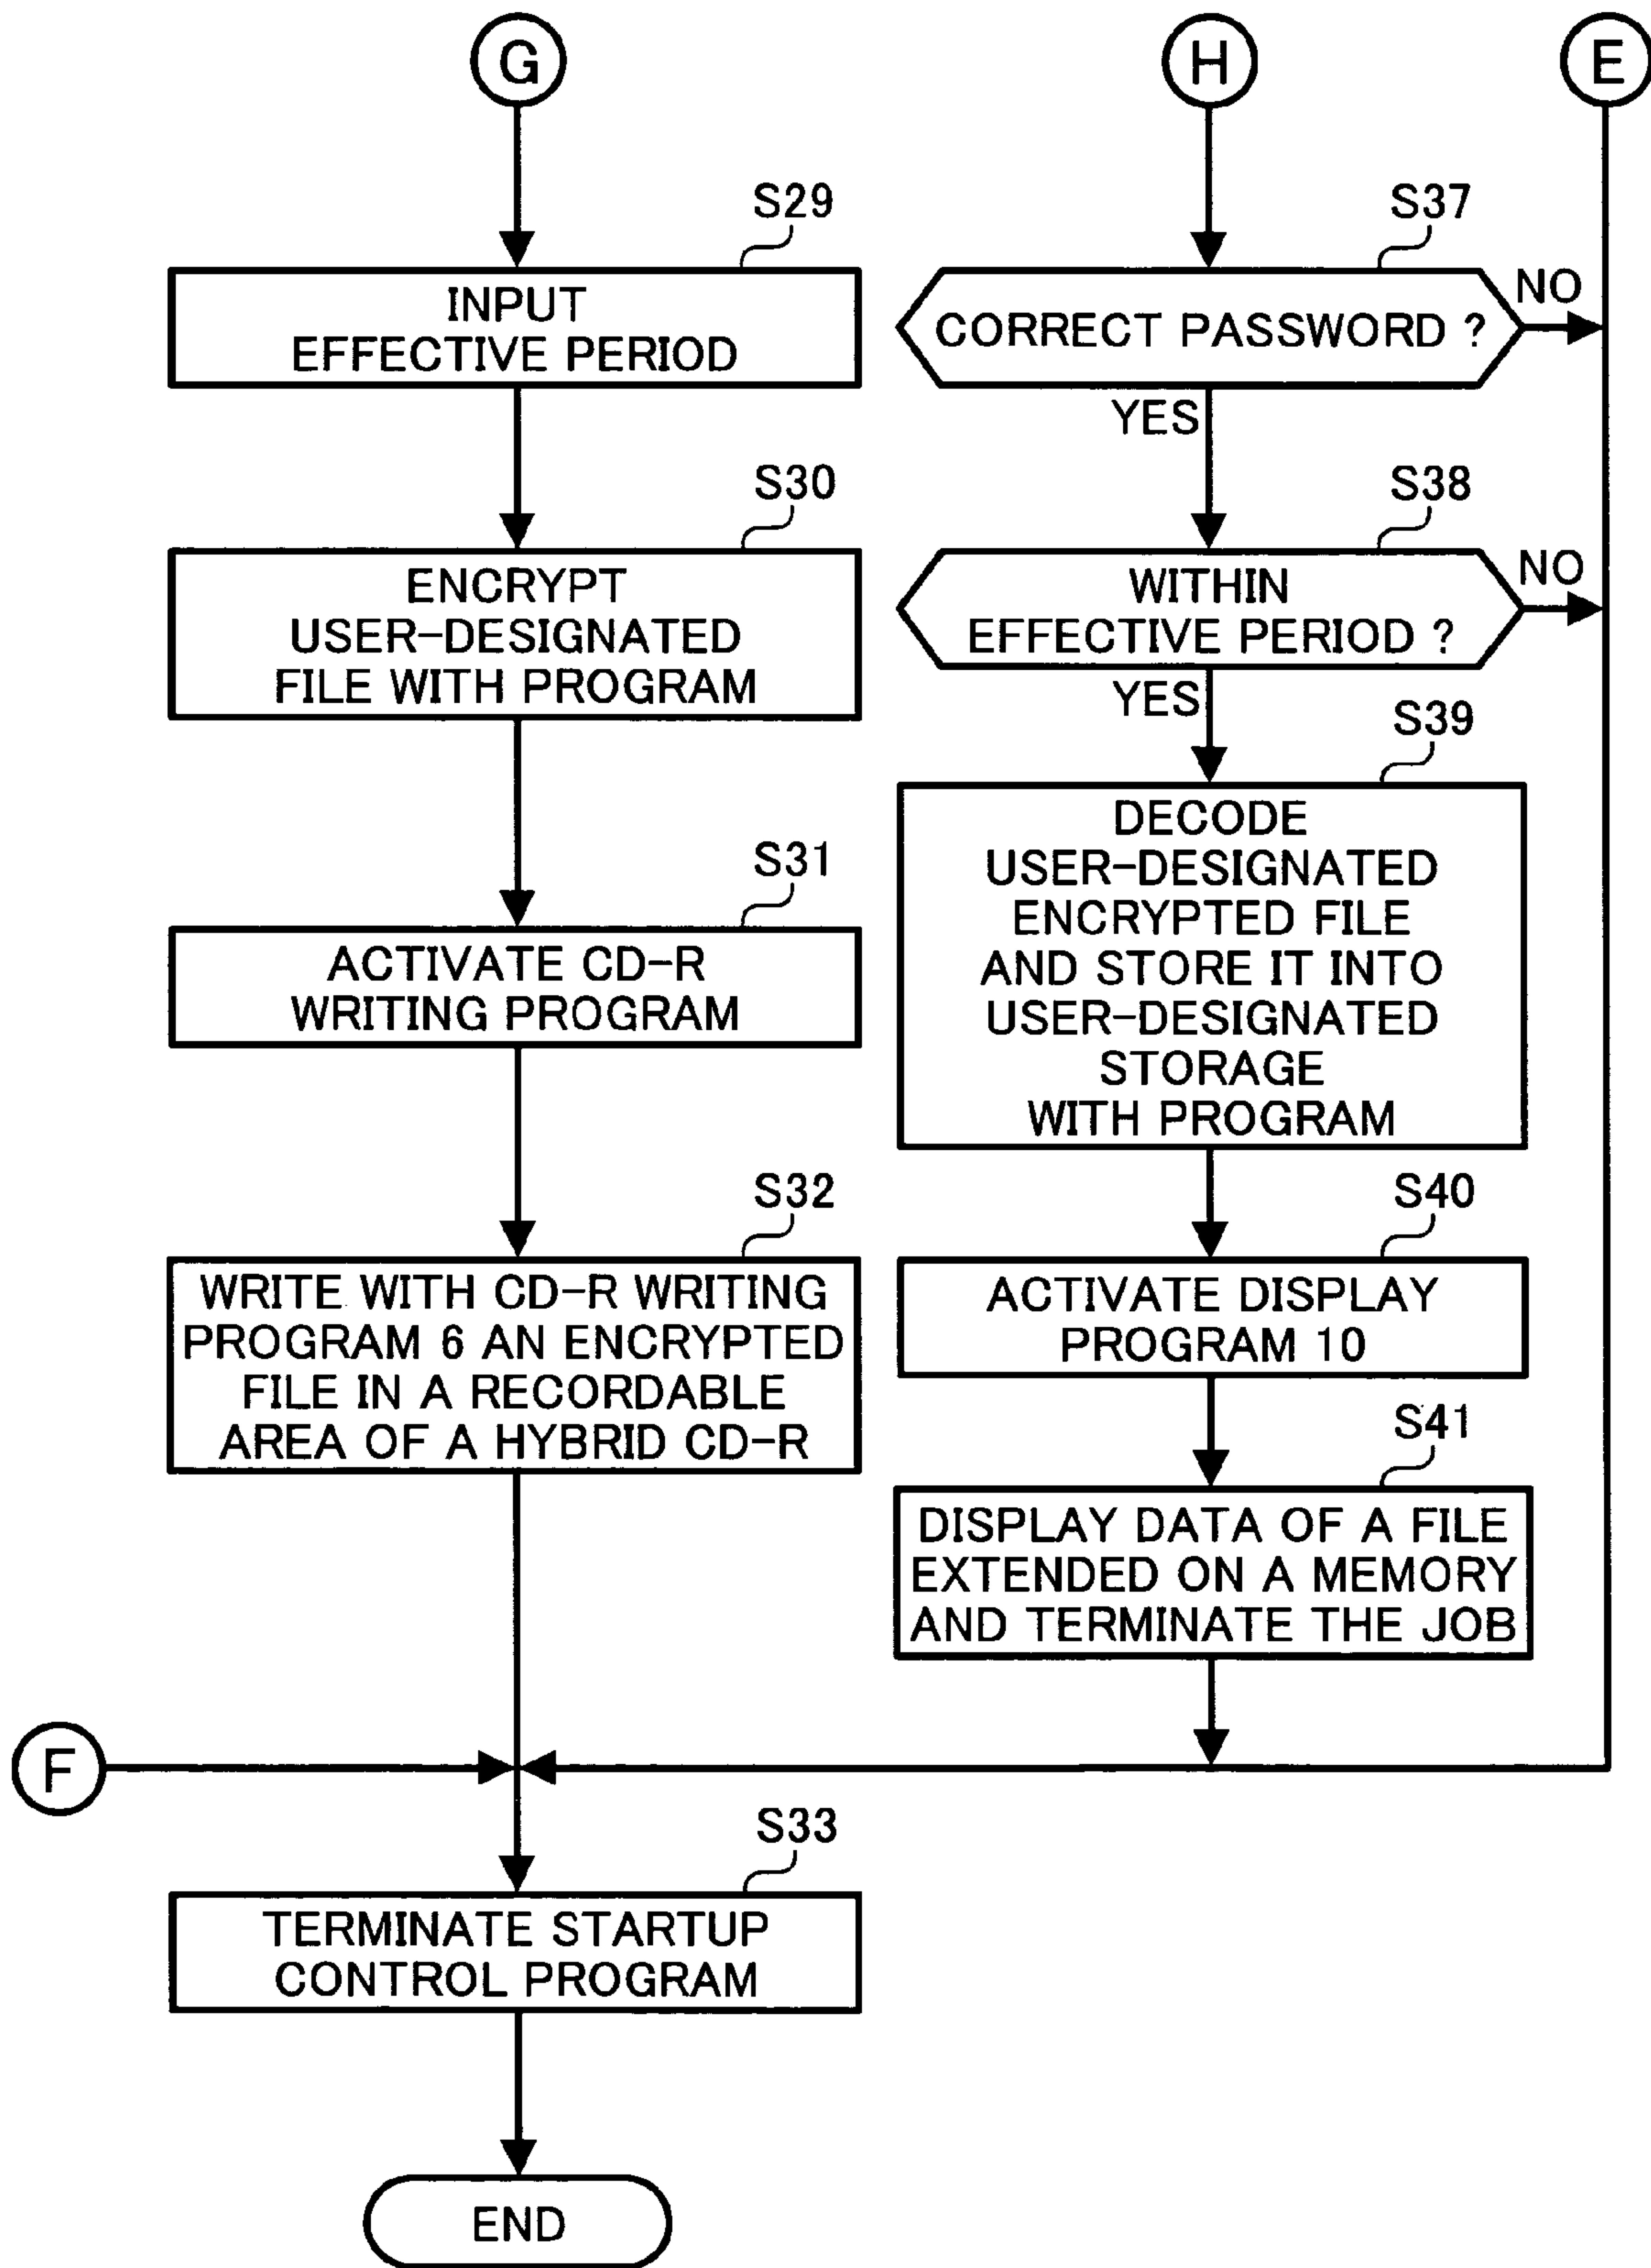 G
H
E
S29
INPUT
EFFECTIVE PERIOD
S30
ENCRYPT
USER-DESIGNATED
FILE WITH PROGRAM
S31
ACTIVATE CD-R
WRITING PROGRAM
S32
WRITE WITH CD-R WRITING
PROGRAM 6 AN ENCRYPTED
FILE IN A RECORDABLE
AREA OF A HYBRID CD-R
S37
CORRECT PASSWORD ?
NO
YES
S38
WITHIN
EFFECTIVE PERIOD ?
NO
YES
S39
DECODE
USER-DESIGNATED
ENCRYPTED FILE
AND STORE IT INTO
USER-DESIGNATED
STORAGE
WITH PROGRAM
S40
ACTIVATE DISPLAY
PROGRAM 10
S41
DISPLAY DATA OF A FILE
EXTENDED ON A MEMORY
AND TERMINATE THE JOB
F
S33
TERMINATE STARTUP
CONTROL PROGRAM
END